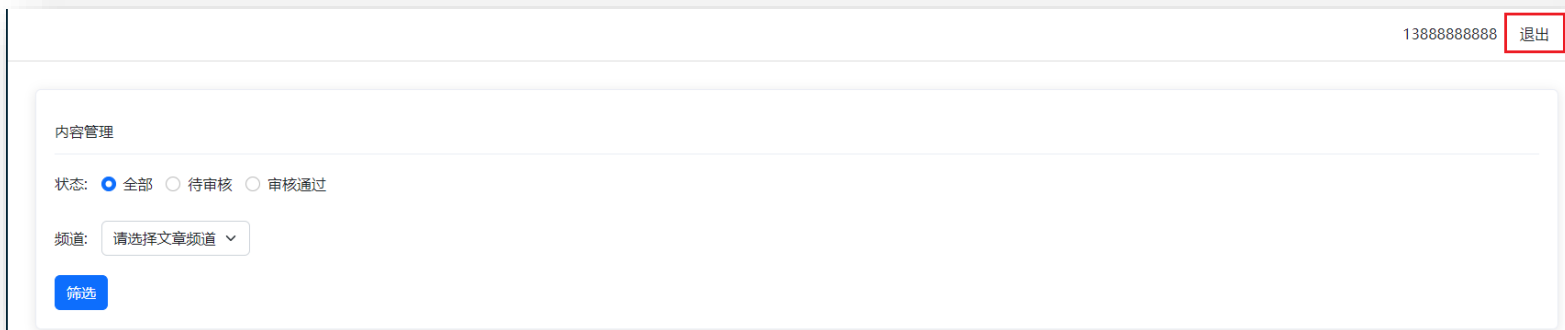 13888888888 退出
内容管理
状态: 全部 待审核 审核通过
频道: 请选择文章频道
筛选